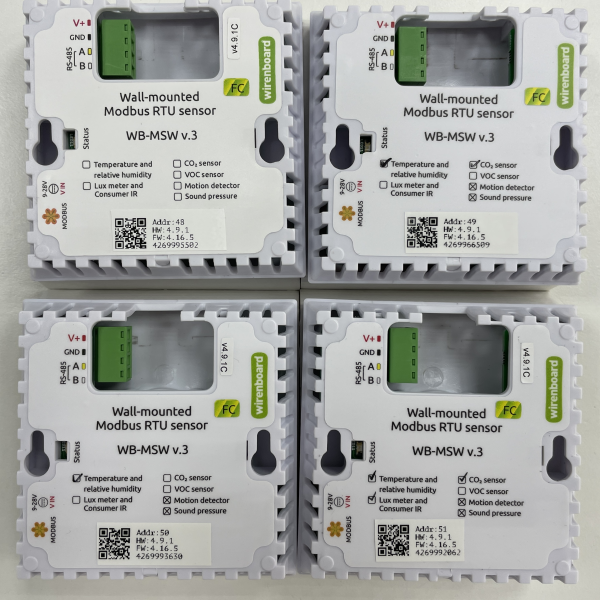 V+
GND
A
B
RS-485
v4.9.1C
FC
wirenboard
Wall-mounted
Modbus RTU sensor
WB-MSW v.3
Status
Temperature and
relative humidity
Lux meter and
Consumer IR
CO₂ sensor
VOC sensor
Motion detector
Sound pressure
9-28V
V IN
MODBUS
Addr:48
HW:4.9.1
FW:4.16.5
4269995502
V+
GND
A
B
RS-485
FC
wirenboard
Wall-mounted
Modbus RTU sensor
WB-MSW v.3
Status
Temperature and
relative humidity
Lux meter and
Consumer IR
CO₂ sensor
VOC sensor
Motion detector
Sound pressure
9-28V
V IN
MODBUS
Addr:49
HW:4.9.1
FW:4.16.5
4269966509
V+
GND
A
B
RS-485
v4.9.1C
FC
wirenboard
Wall-mounted
Modbus RTU sensor
WB-MSW v.3
Status
Temperature and
relative humidity
Lux meter and
Consumer IR
CO₂ sensor
VOC sensor
Motion detector
Sound pressure
9-28V
V IN
MODBUS
Addr:50
HW:4.9.1
FW:4.16.5
4269993630
V+
GND
A
B
RS-485
v4.9.1C
FC
wirenboard
Wall-mounted
Modbus RTU sensor
WB-MSW v.3
Status
Temperature and
relative humidity
Lux meter and
Consumer IR
CO₂ sensor
VOC sensor
Motion detector
Sound pressure
9-28V
V IN
MODBUS
Addr:51
HW:4.9.1
FW:4.16.5
4269992062